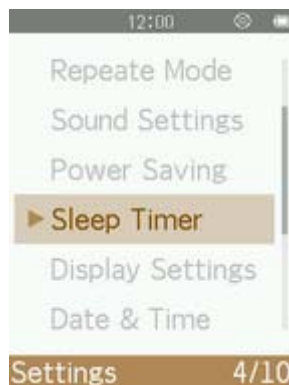 12:00
Repeate Mode
Sound Settings
Power Saving
Sleep Timer
Display Settings
Date & Time
Settings 4/10